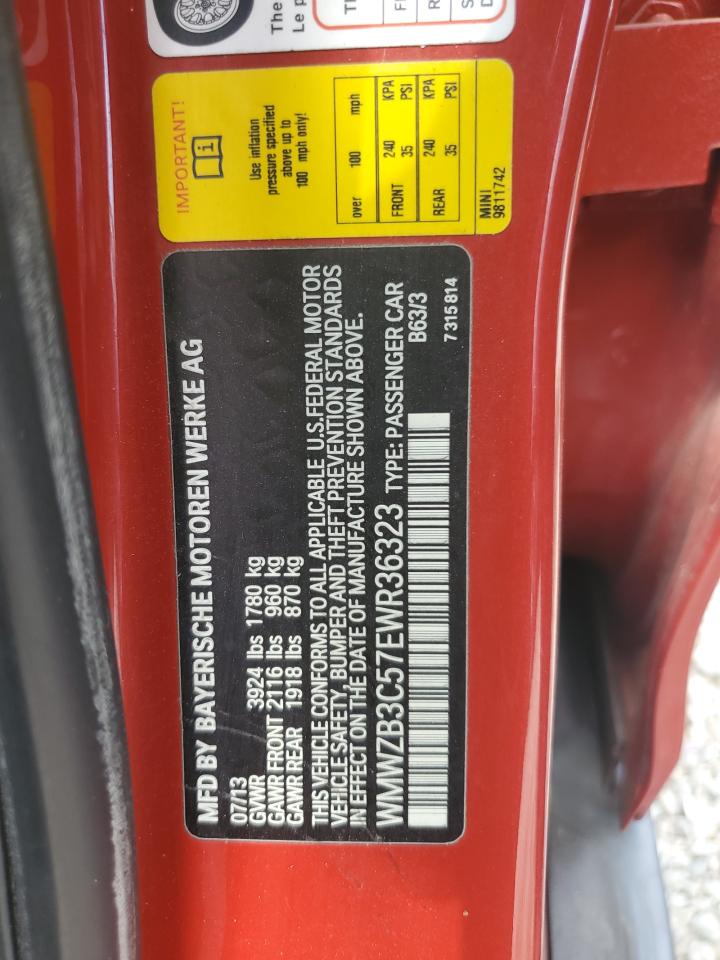 The
Le p
IMPORTANT!
Use inflation
pressure specified
above up to
100 mph only!
over 100 mph
FRONT 240 KPA
35 PSI
REAR 240 KPA
35 PSI
MINI
9811742
MFD BY BAYERISCHE MOTOREN WERKE AG
07/13
GVWR 3924 lbs 1780 kg
GAWR FRONT 2116 lbs 960 kg
GAWR REAR 1918 lbs 870 kg
THIS VEHICLE CONFORMS TO ALL APPLICABLE U.S.FEDERAL MOTOR
VEHICLE SAFETY, BUMPER AND THEFT PREVENTION STANDARDS
IN EFFECT ON THE DATE OF MANUFACTURE SHOWN ABOVE.
WMWZB3C57EWR36323 TYPE: PASSENGER CAR
B63/3
7315814